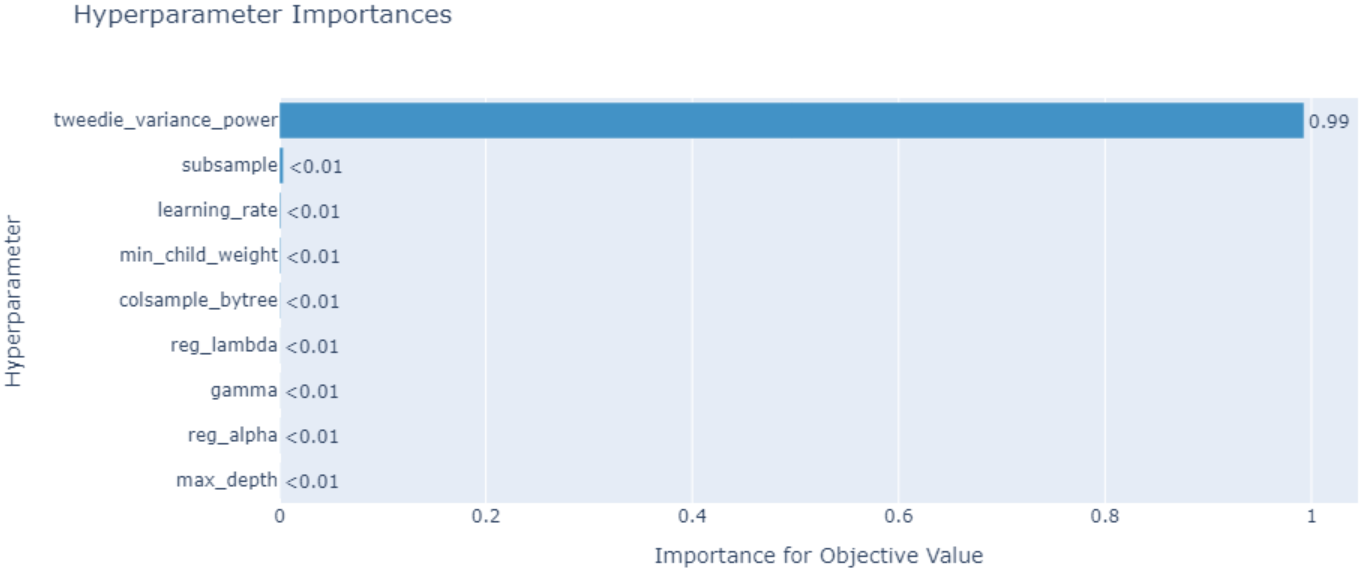 Hyperparameter Importances
Hyperparameter
tweedie_variance_power 0.99
subsample <0.01
learning_rate <0.01
min_child_weight <0.01
colsample_bytree <0.01
reg_lambda <0.01
gamma <0.01
reg_alpha <0.01
max_depth <0.01
0 0.2 0.4 0.6 0.8 1
Importance for Objective Value